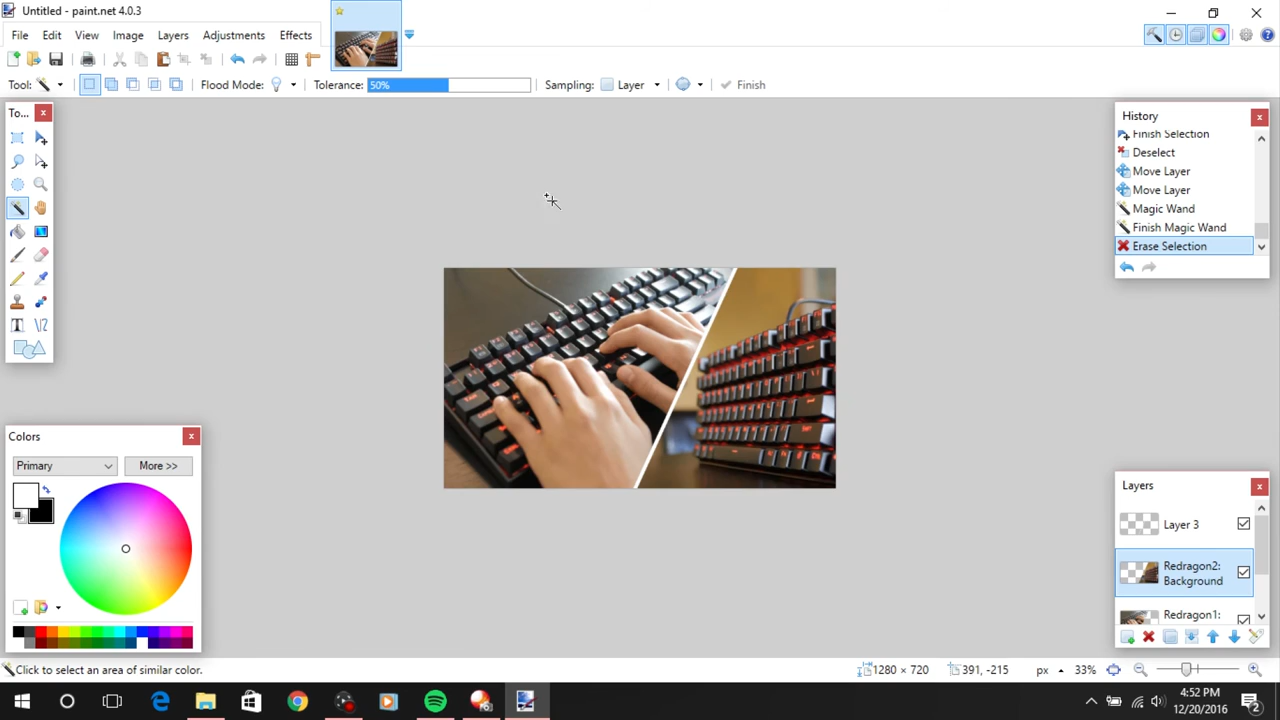 Untitled - paint.net 4.0.3
File Edit View Image Layers Adjustments Effects
Tool: Flood Mode: Tolerance: 50% Sampling: Layer Finish
To...
History
Finish Selection
Deselect
Move Layer
Move Layer
Magic Wand
Finish Magic Wand
Erase Selection
Colors
Primary More >>
Layers
Layer 3
Redragon2:
Background
Redragon1:
Click to select an area of similar color. 1280 × 720 391, -215 px 33%
4:52 PM
12/20/2016
2